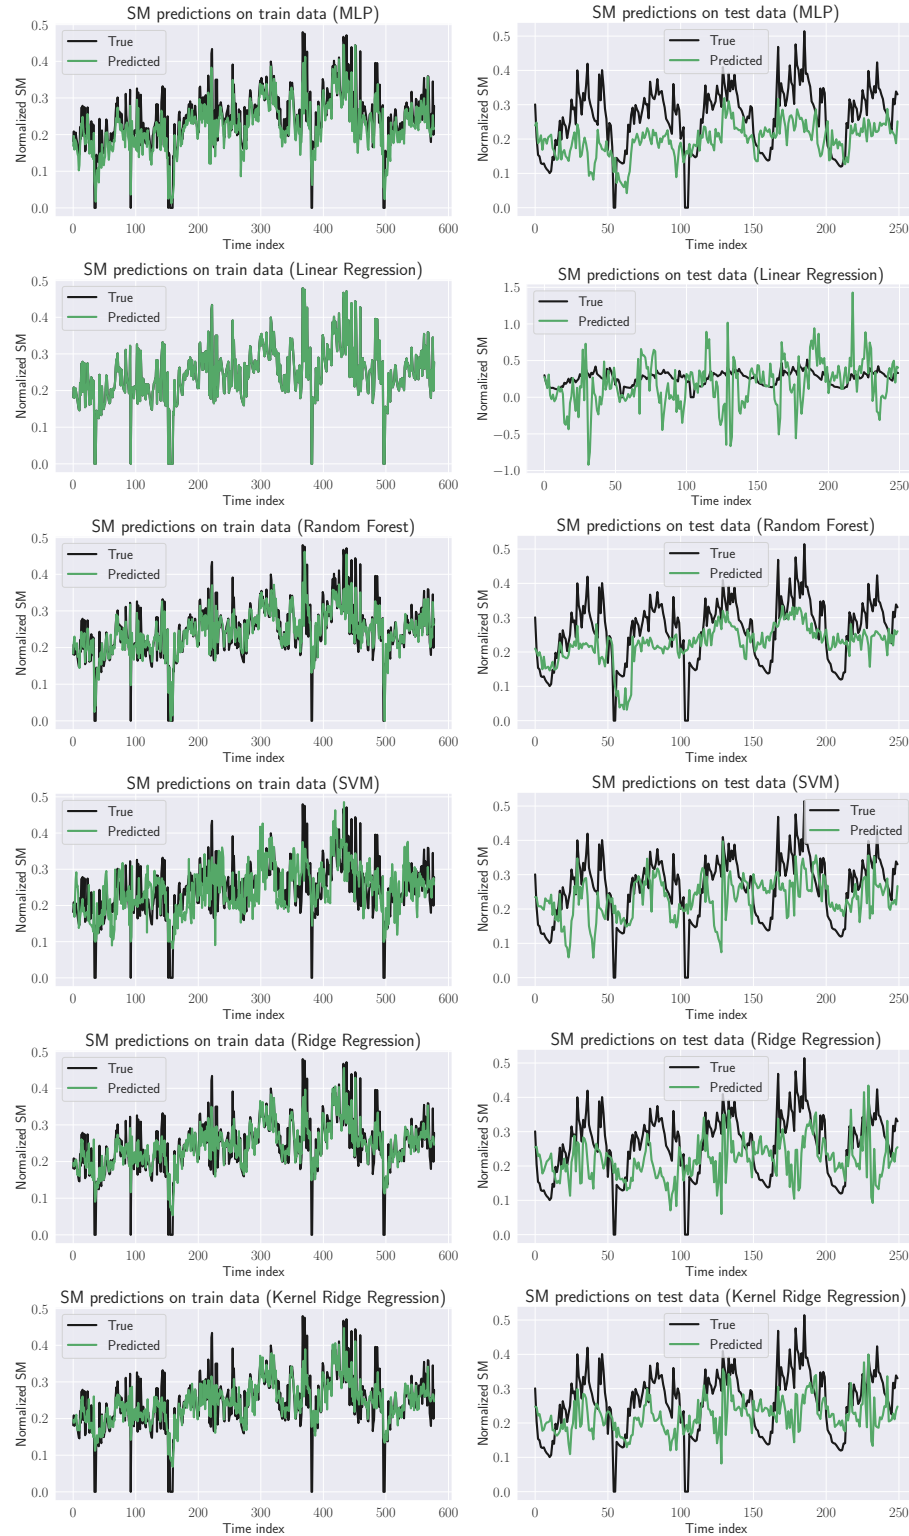 SM predictions on train data (MLP)
Normalized SM
0.5
0.4
0.3
0.2
0.1
0.0
True
Predicted
0 100 200 300 400 500 600
Time index
SM predictions on test data (MLP)
Normalized SM
0.5
0.4
0.3
0.2
0.1
0.0
True
Predicted
0 50 100 150 200 250
Time index
SM predictions on train data (Linear Regression)
Normalized SM
0.5
0.4
0.3
0.2
0.1
0.0
True
Predicted
0 100 200 300 400 500 600
Time index
SM predictions on test data (Linear Regression)
Normalized SM
1.5
1.0
0.5
0.0
−0.5
−1.0
True
Predicted
0 50 100 150 200 250
Time index
SM predictions on train data (Random Forest)
Normalized SM
0.5
0.4
0.3
0.2
0.1
0.0
True
Predicted
0 100 200 300 400 500 600
Time index
SM predictions on test data (Random Forest)
Normalized SM
0.5
0.4
0.3
0.2
0.1
0.0
True
Predicted
0 50 100 150 200 250
Time index
SM predictions on train data (SVM)
Normalized SM
0.5
0.4
0.3
0.2
0.1
0.0
True
Predicted
0 100 200 300 400 500 600
Time index
SM predictions on test data (SVM)
Normalized SM
0.5
0.4
0.3
0.2
0.1
0.0
True
Predicted
0 50 100 150 200 250
Time index
SM predictions on train data (Ridge Regression)
Normalized SM
0.5
0.4
0.3
0.2
0.1
0.0
True
Predicted
0 100 200 300 400 500 600
Time index
SM predictions on test data (Ridge Regression)
Normalized SM
0.5
0.4
0.3
0.2
0.1
0.0
True
Predicted
0 50 100 150 200 250
Time index
SM predictions on train data (Kernel Ridge Regression)
Normalized SM
0.5
0.4
0.3
0.2
0.1
0.0
True
Predicted
0 100 200 300 400 500 600
Time index
SM predictions on test data (Kernel Ridge Regression)
Normalized SM
0.5
0.4
0.3
0.2
0.1
0.0
True
Predicted
0 50 100 150 200 250
Time index